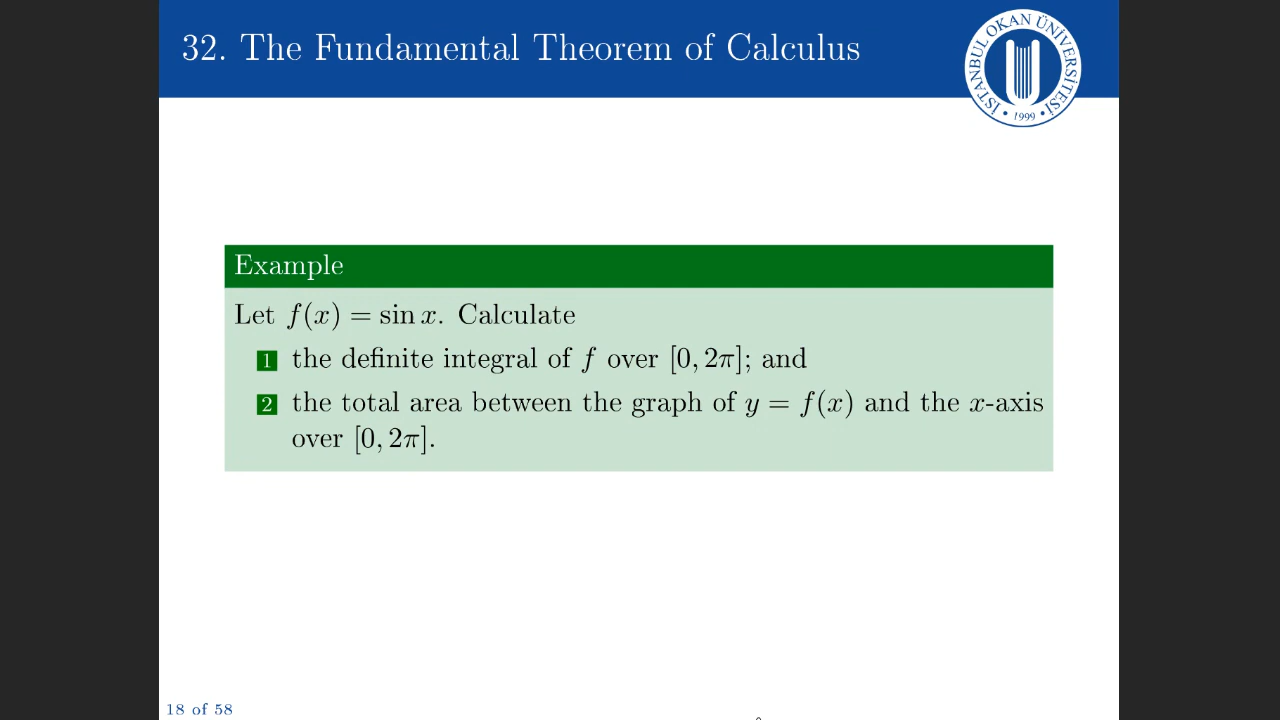 32. The Fundamental Theorem of Calculus
İSTANBUL OKAN ÜNİVERSİTESİ
• 1999 •
Example
Let f(x) = sin x. Calculate
1 the definite integral of f over [0, 2π]; and
2 the total area between the graph of y = f(x) and the x-axis
over [0, 2π].
18 of 58